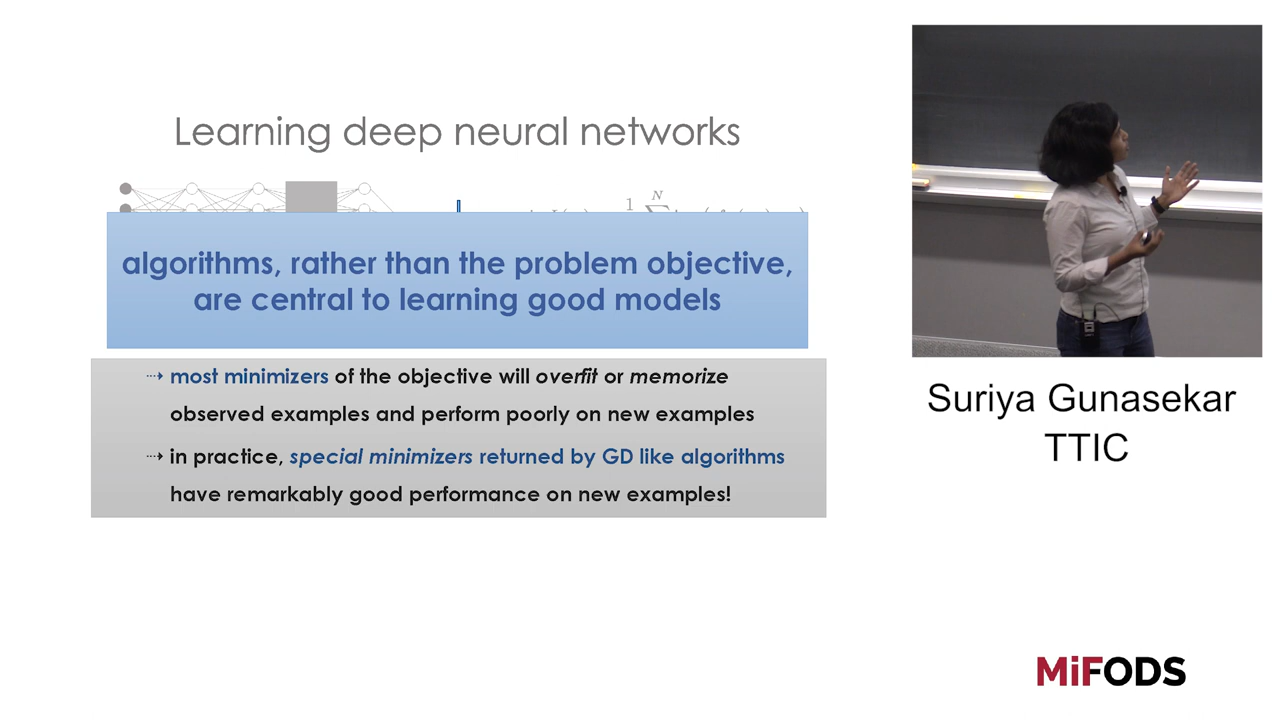 Learning deep neural networks
algorithms, rather than the problem objective,
are central to learning good models
⇢ most minimizers of the objective will overfit or memorize
observed examples and perform poorly on new examples
⇢ in practice, special minimizers returned by GD like algorithms
have remarkably good performance on new examples!
Suriya Gunasekar
TTIC
MiFODS